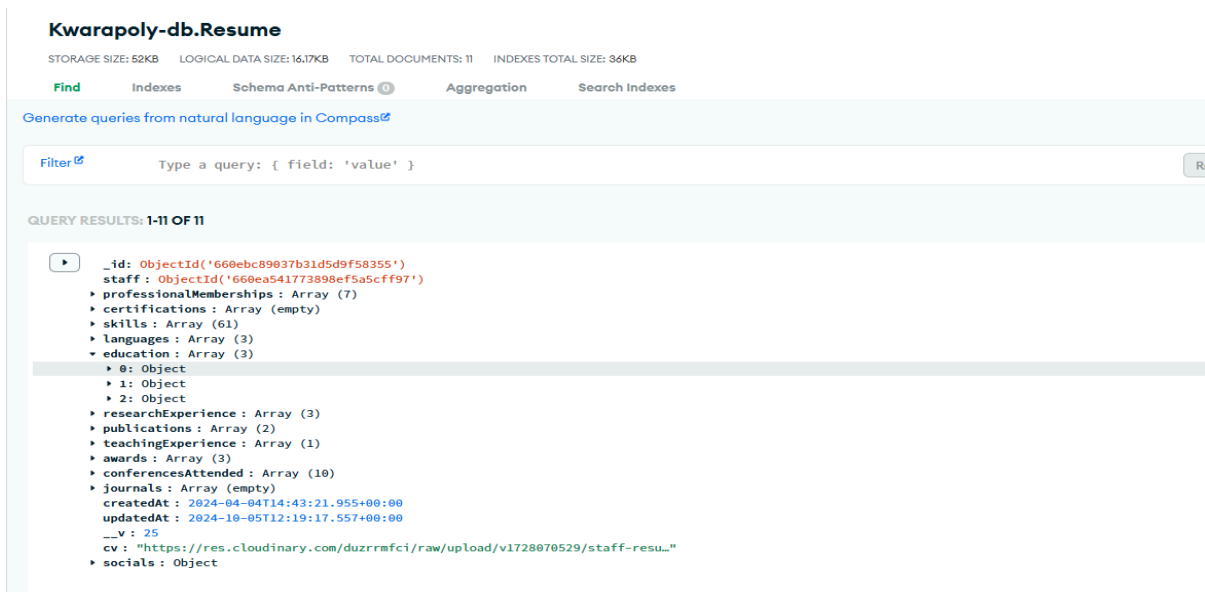 Kwarapoly-db.Resume
STORAGE SIZE: 52KB LOGICAL DATA SIZE: 16.17KB TOTAL DOCUMENTS: 11 INDEXES TOTAL SIZE: 36KB
Find Indexes Schema Anti-Patterns 0 Aggregation Search Indexes
Generate queries from natural language in Compass
Filter Type a query: { field: 'value' }
QUERY RESULTS: 1-11 OF 11
_id: ObjectId('660ebc89037b31d5d9f58355')
staff : ObjectId('660ea541773898ef5a5cff97')
professionalMemberships : Array (7)
certifications : Array (empty)
skills : Array (61)
languages : Array (3)
education : Array (3)
0: Object
1: Object
2: Object
researchExperience : Array (3)
publications : Array (2)
teachingExperience : Array (1)
awards : Array (3)
conferencesAttended : Array (10)
journals : Array (empty)
createdAt : 2024-04-04T14:43:21.955+00:00
updatedAt : 2024-10-05T12:19:17.557+00:00
__v : 25
cv : "https://res.cloudinary.com/duzrrmfci/raw/upload/v1728070529/staff-resu…"
socials : Object